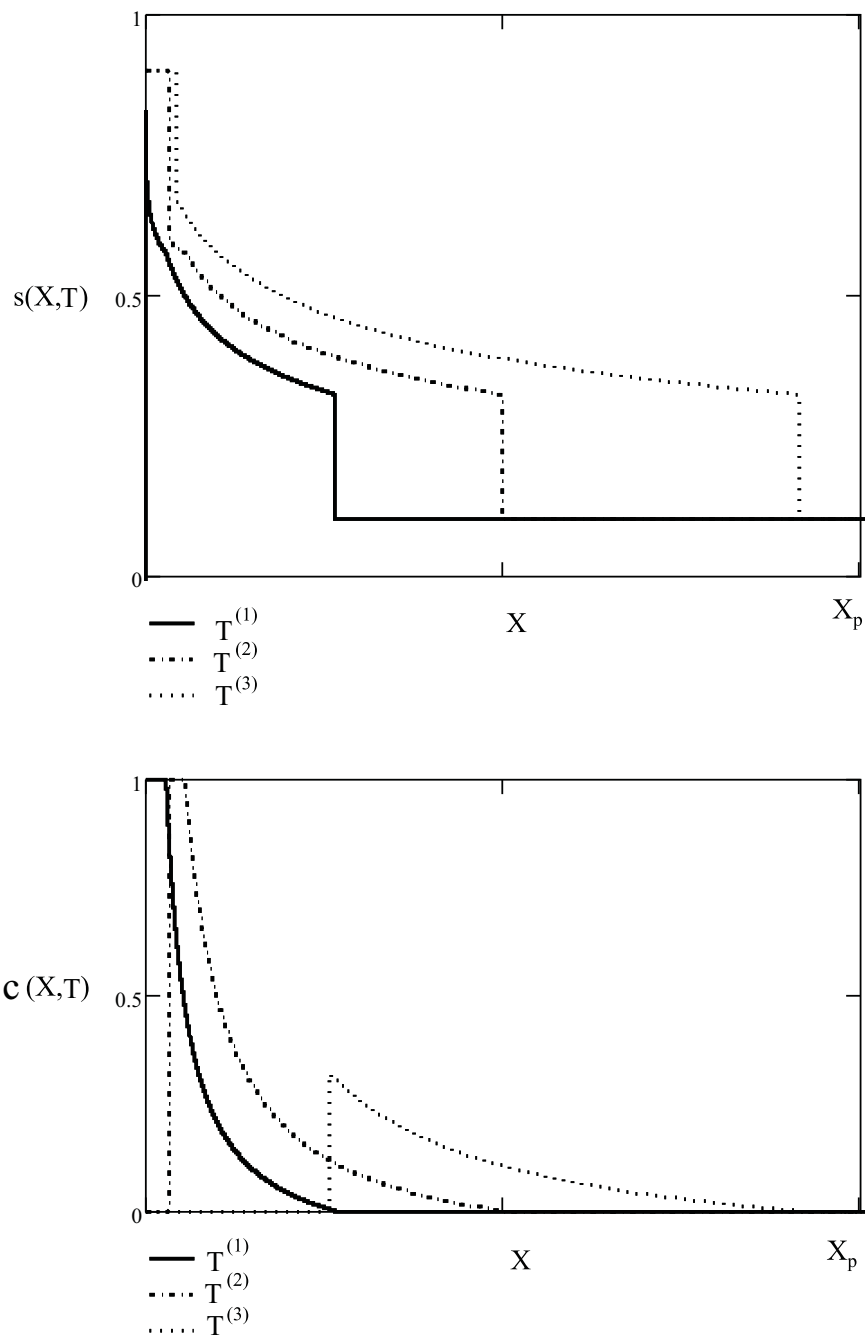 1
s(X,T)
0.5
0
X
Xₚ
T⁽¹⁾
T⁽²⁾
T⁽³⁾
1
c (X,T)
0.5
0
X
Xₚ
T⁽¹⁾
T⁽²⁾
T⁽³⁾